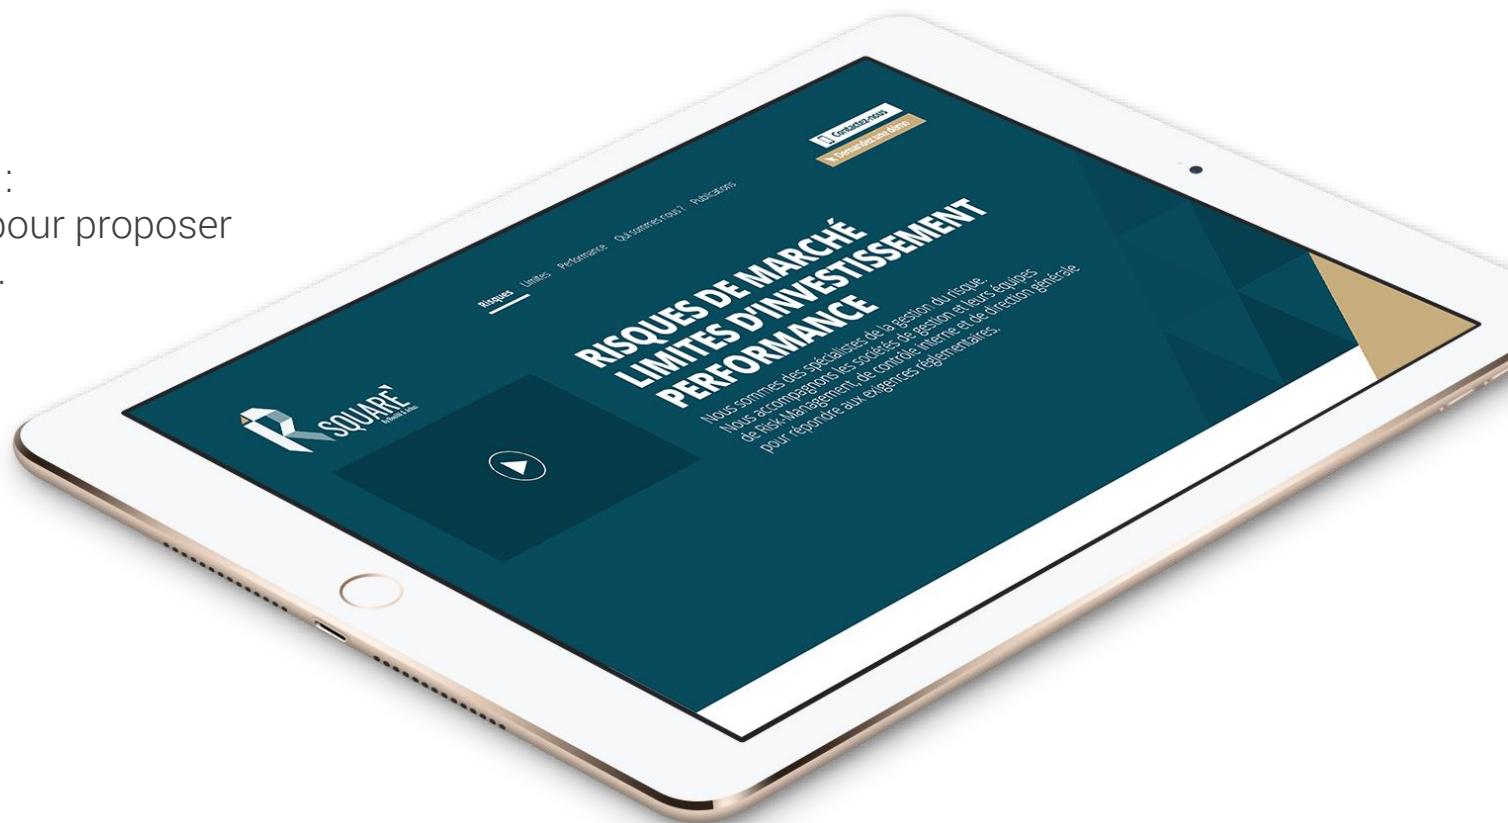 :
pour proposer
.
Contactez-nous
Demandez une démo
Risques Limites Performance Qui sommes-nous ? Publications
R SQUARE
RISQUES DE MARCHÉ
LIMITES D'INVESTISSEMENT
PERFORMANCE
Nous sommes des spécialistes de la gestion du risque.
Nous accompagnons les sociétés de gestion et leurs équipes
de Risk-Management, de contrôle interne et de direction générale
pour répondre aux exigences réglementaires.